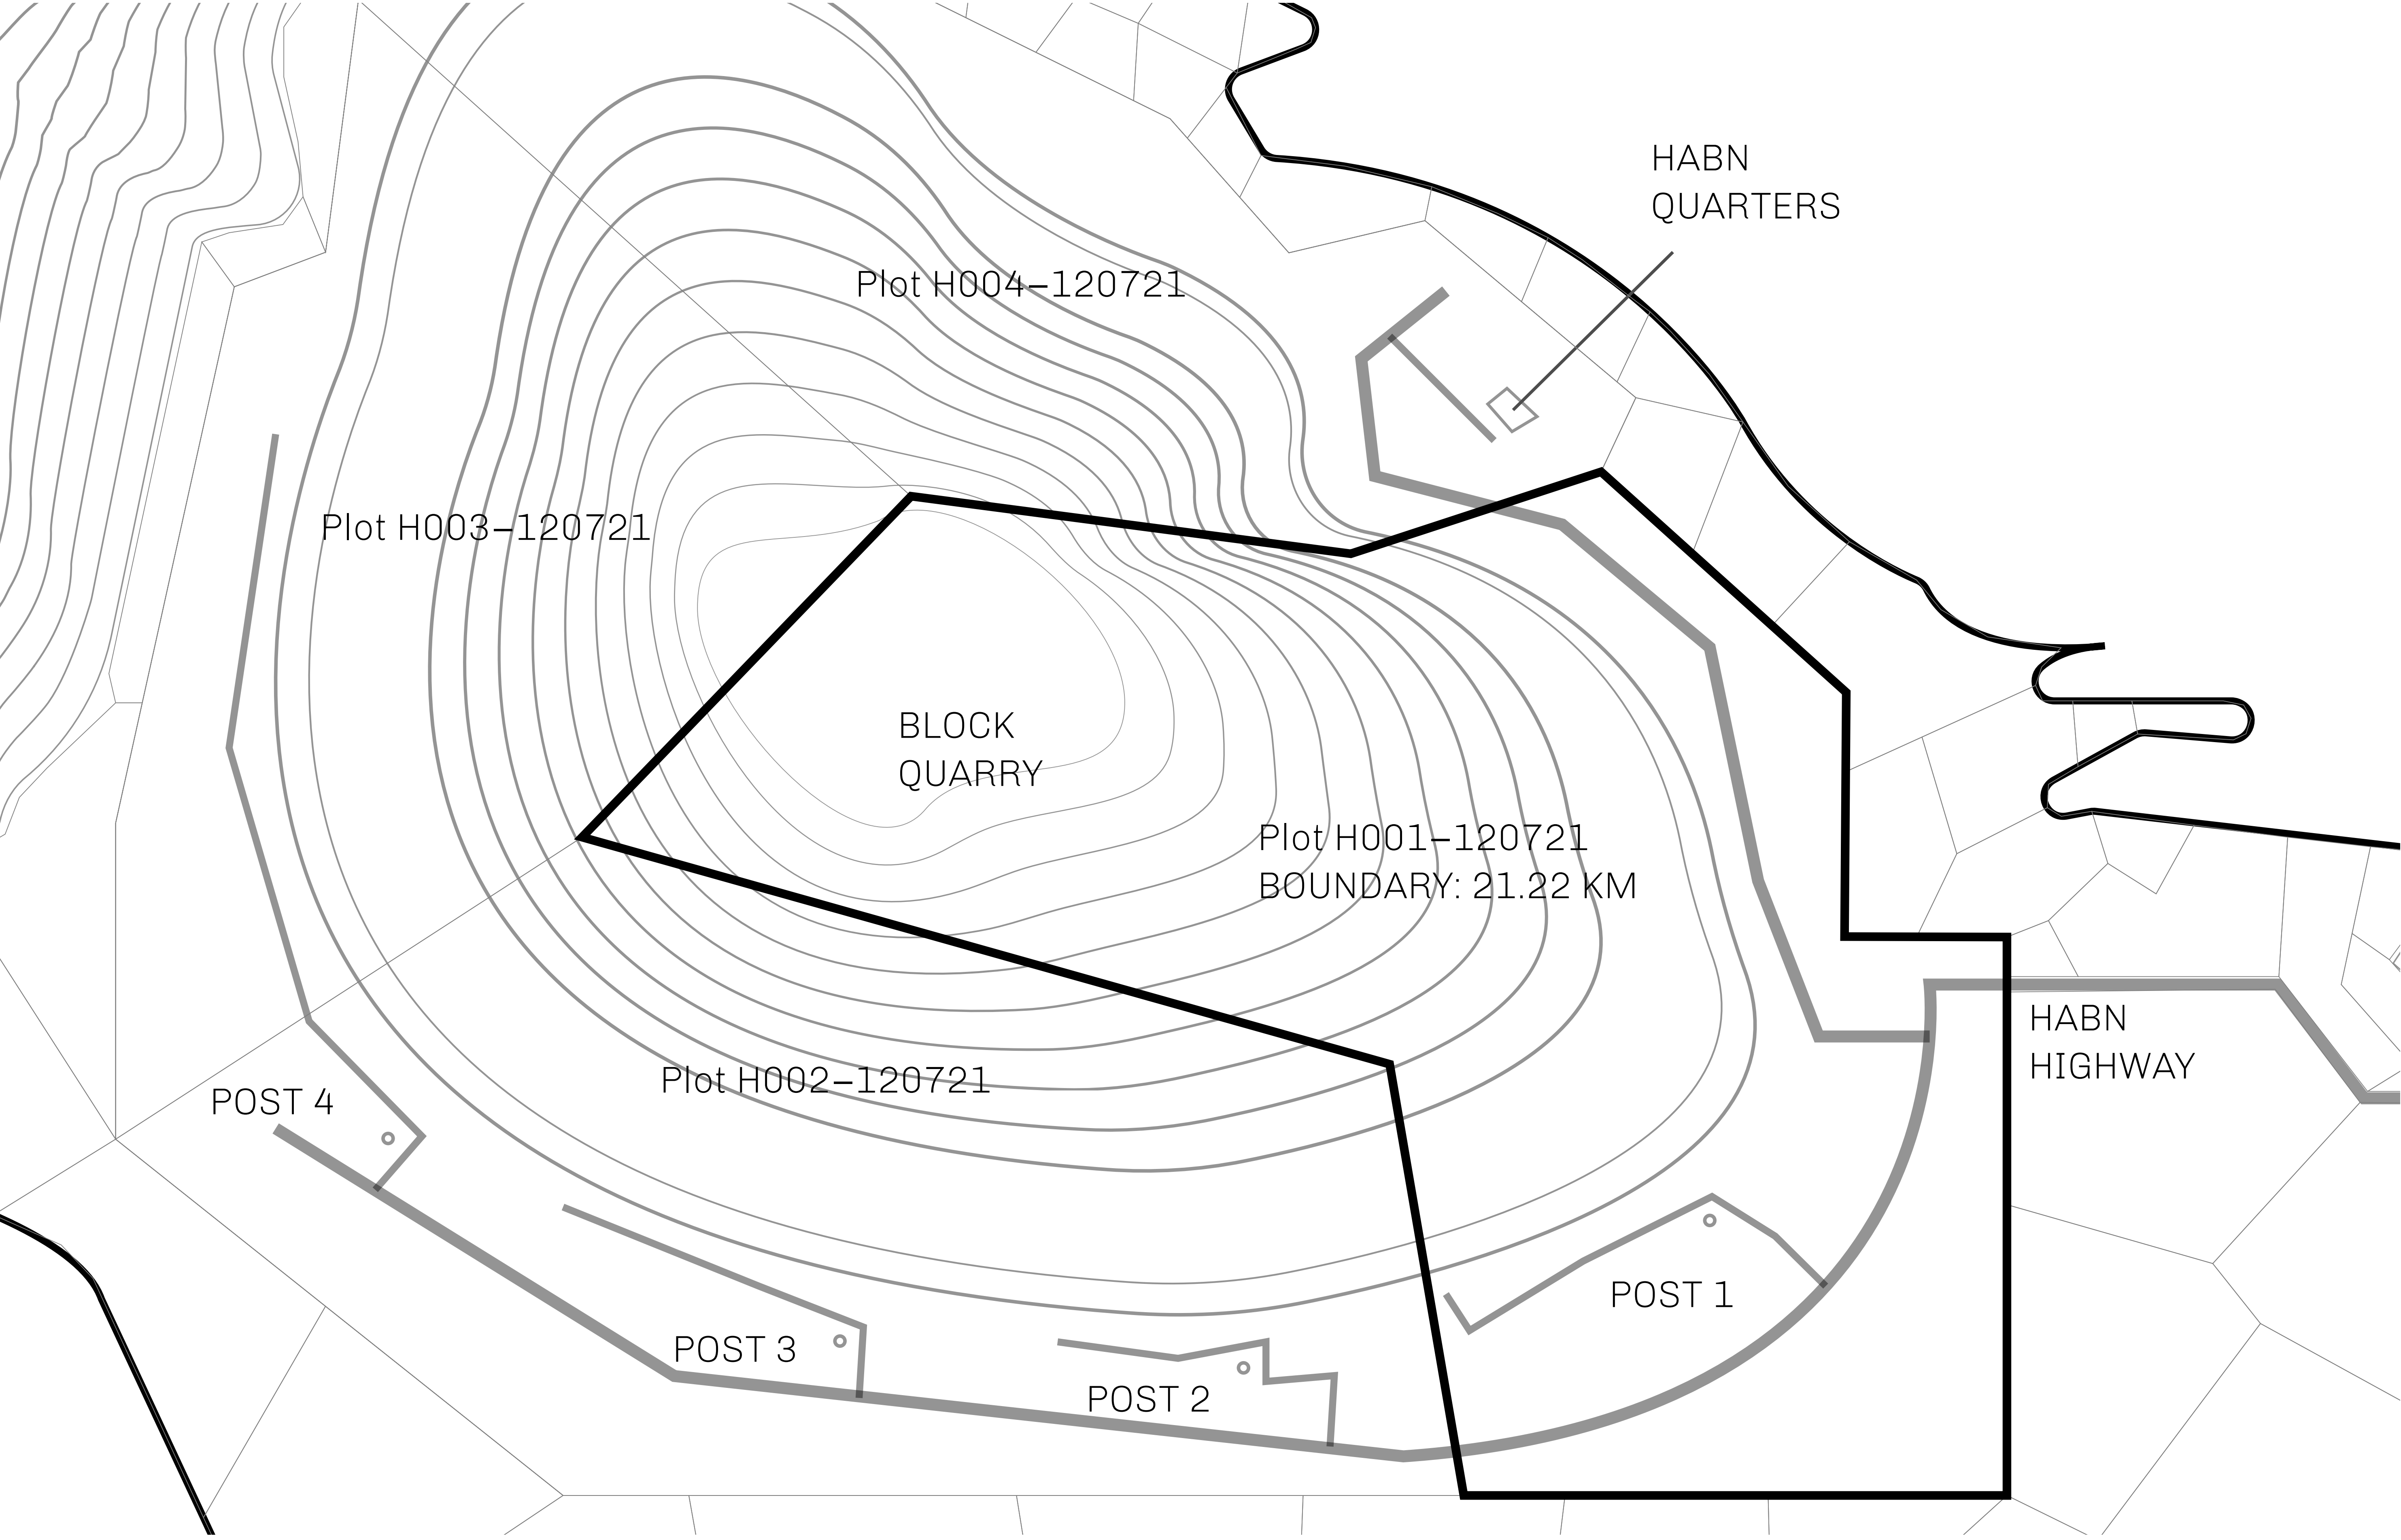 HABN
QUARTERS
Plot H004-120721
Plot H003-120721
BLOCK
QUARRY
Plot H001-120721
BOUNDARY: 21.22 KM
HABN
HIGHWAY
Plot H002-120721
POST 4
POST 1
POST 3
POST 2